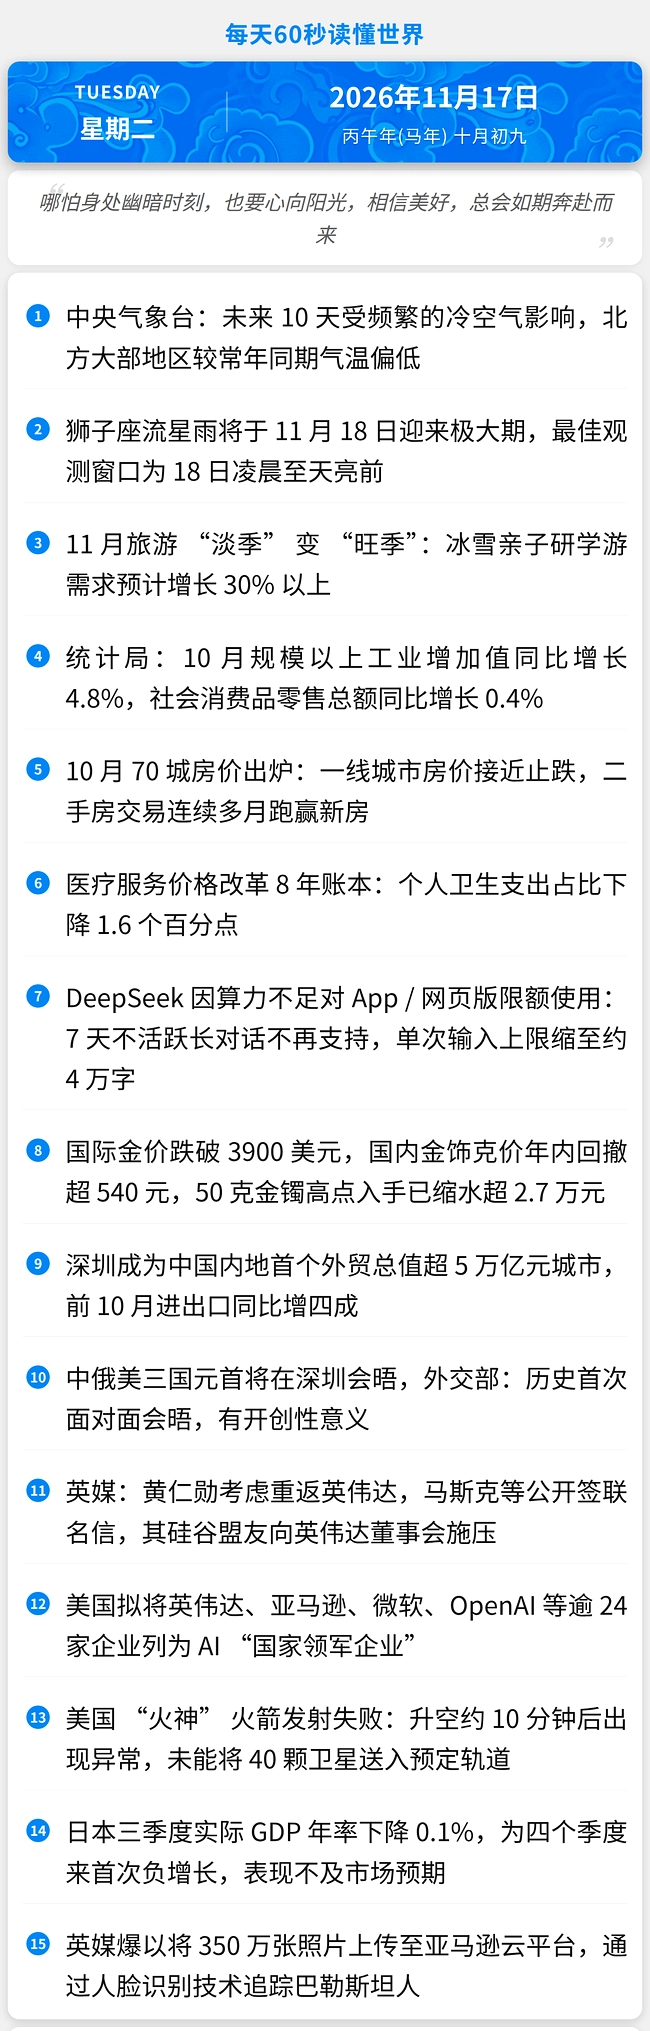 每天60秒读懂世界
TUESDAY
星期二
2026年11月17日
丙午年(马年) 十月初九
“
哪怕身处幽暗时刻，也要心向阳光，相信美好，总会如期奔赴而
来
”
1 中央气象台：未来 10 天受频繁的冷空气影响，北
方大部地区较常年同期气温偏低
2 狮子座流星雨将于 11 月 18 日迎来极大期，最佳观
测窗口为 18 日凌晨至天亮前
3 11 月旅游 “淡季” 变 “旺季”：冰雪亲子研学游
需求预计增长 30% 以上
4 统计局：10 月规模以上工业增加值同比增长
4.8%，社会消费品零售总额同比增长 0.4%
5 10 月 70 城房价出炉：一线城市房价接近止跌，二
手房交易连续多月跑赢新房
6 医疗服务价格改革 8 年账本：个人卫生支出占比下
降 1.6 个百分点
7 DeepSeek 因算力不足对 App / 网页版限额使用：
7 天不活跃长对话不再支持，单次输入上限缩至约
4 万字
8 国际金价跌破 3900 美元，国内金饰克价年内回撤
超 540 元，50 克金镯高点入手已缩水超 2.7 万元
9 深圳成为中国内地首个外贸总值超 5 万亿元城市，
前 10 月进出口同比增四成
10 中俄美三国元首将在深圳会晤，外交部：历史首次
面对面会晤，有开创性意义
11 英媒：黄仁勋考虑重返英伟达，马斯克等公开签联
名信，其硅谷盟友向英伟达董事会施压
12 美国拟将英伟达、亚马逊、微软、OpenAI 等逾 24
家企业列为 AI “国家领军企业”
13 美国 “火神” 火箭发射失败：升空约 10 分钟后出
现异常，未能将 40 颗卫星送入预定轨道
14 日本三季度实际 GDP 年率下降 0.1%，为四个季度
来首次负增长，表现不及市场预期
15 英媒爆以将 350 万张照片上传至亚马逊云平台，通
过人脸识别技术追踪巴勒斯坦人